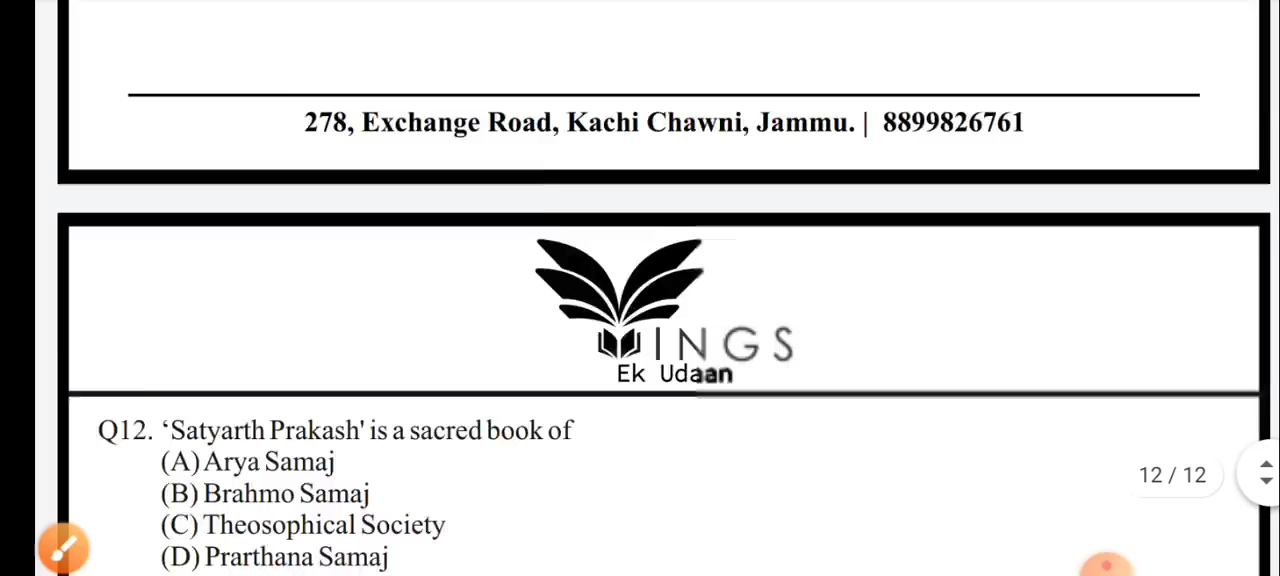 278, Exchange Road, Kachi Chawni, Jammu. | 8899826761
WINGS
Ek Udaan
Q12. ‘Satyarth Prakash' is a sacred book of
(A) Arya Samaj
12 / 12
(B) Brahmo Samaj
(C) Theosophical Society
(D) Prarthana Samaj